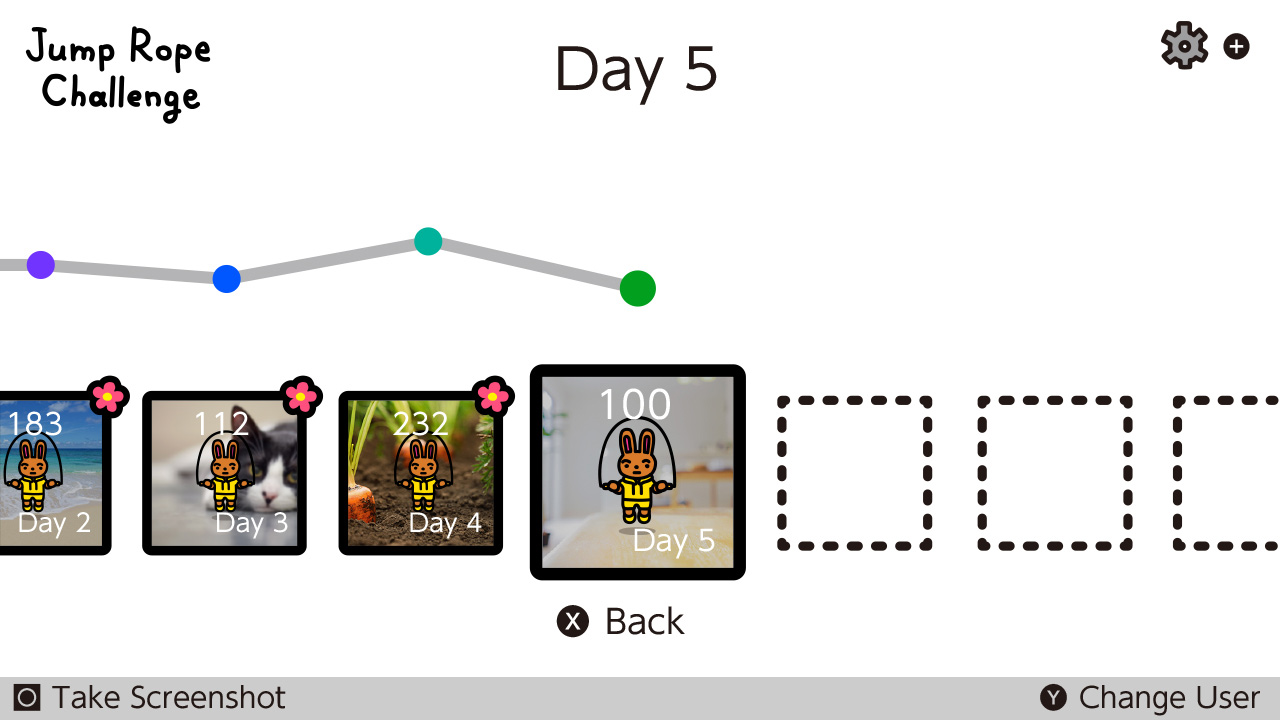 Jump Rope
Challenge
Day 5
183
112
232
100
Day 2
Day 3
Day 4
Day 5
X Back
Take Screenshot
Y Change User